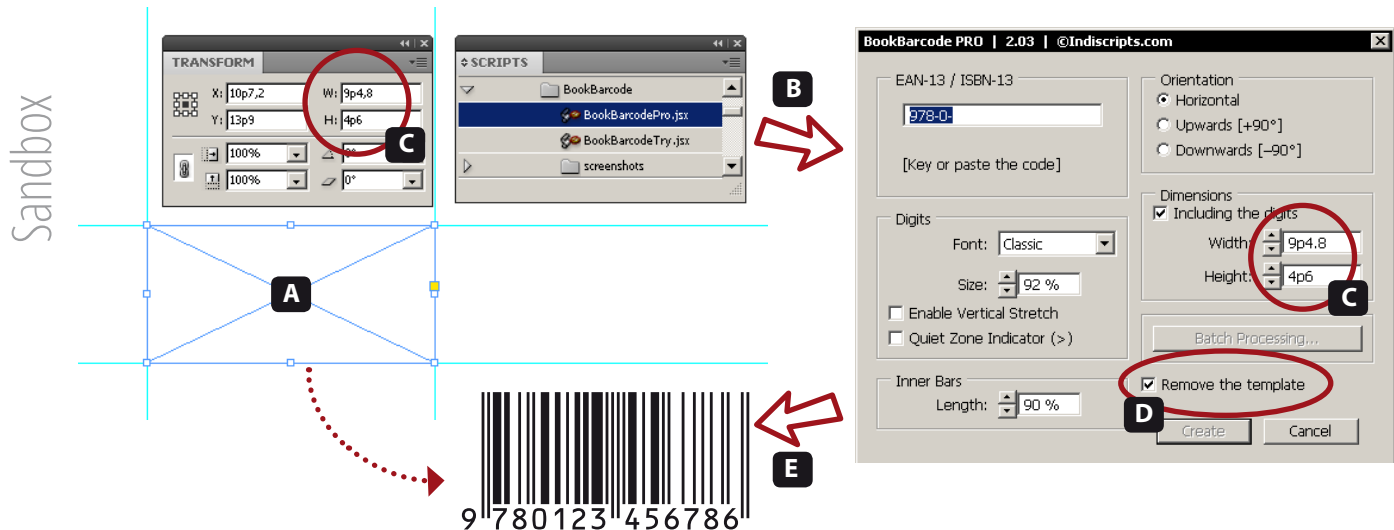 Sandbox
TRANSFORM
X: 10p7,2 W: 9p4,8
Y: 13p9 H: 4p6
C
100% 0°
100% 0°
A
SCRIPTS
BookBarcode
BookBarcodePro.jsx
BookBarcodeTry.jsx
screenshots
B
BookBarcode PRO | 2.03 | ©Indiscripts.com
EAN-13 / ISBN-13
978-0-
[Key or paste the code]
Digits
Font: Classic
Size: 92 %
Enable Vertical Stretch
Quiet Zone Indicator (>)
Inner Bars
Length: 90 %
Orientation
Horizontal
Upwards [+90°]
Downwards [–90°]
Dimensions
Including the digits
Width: 9p4.8
Height: 4p6
C
Batch Processing...
Remove the template
D
Create Cancel
E
9 780123 456786